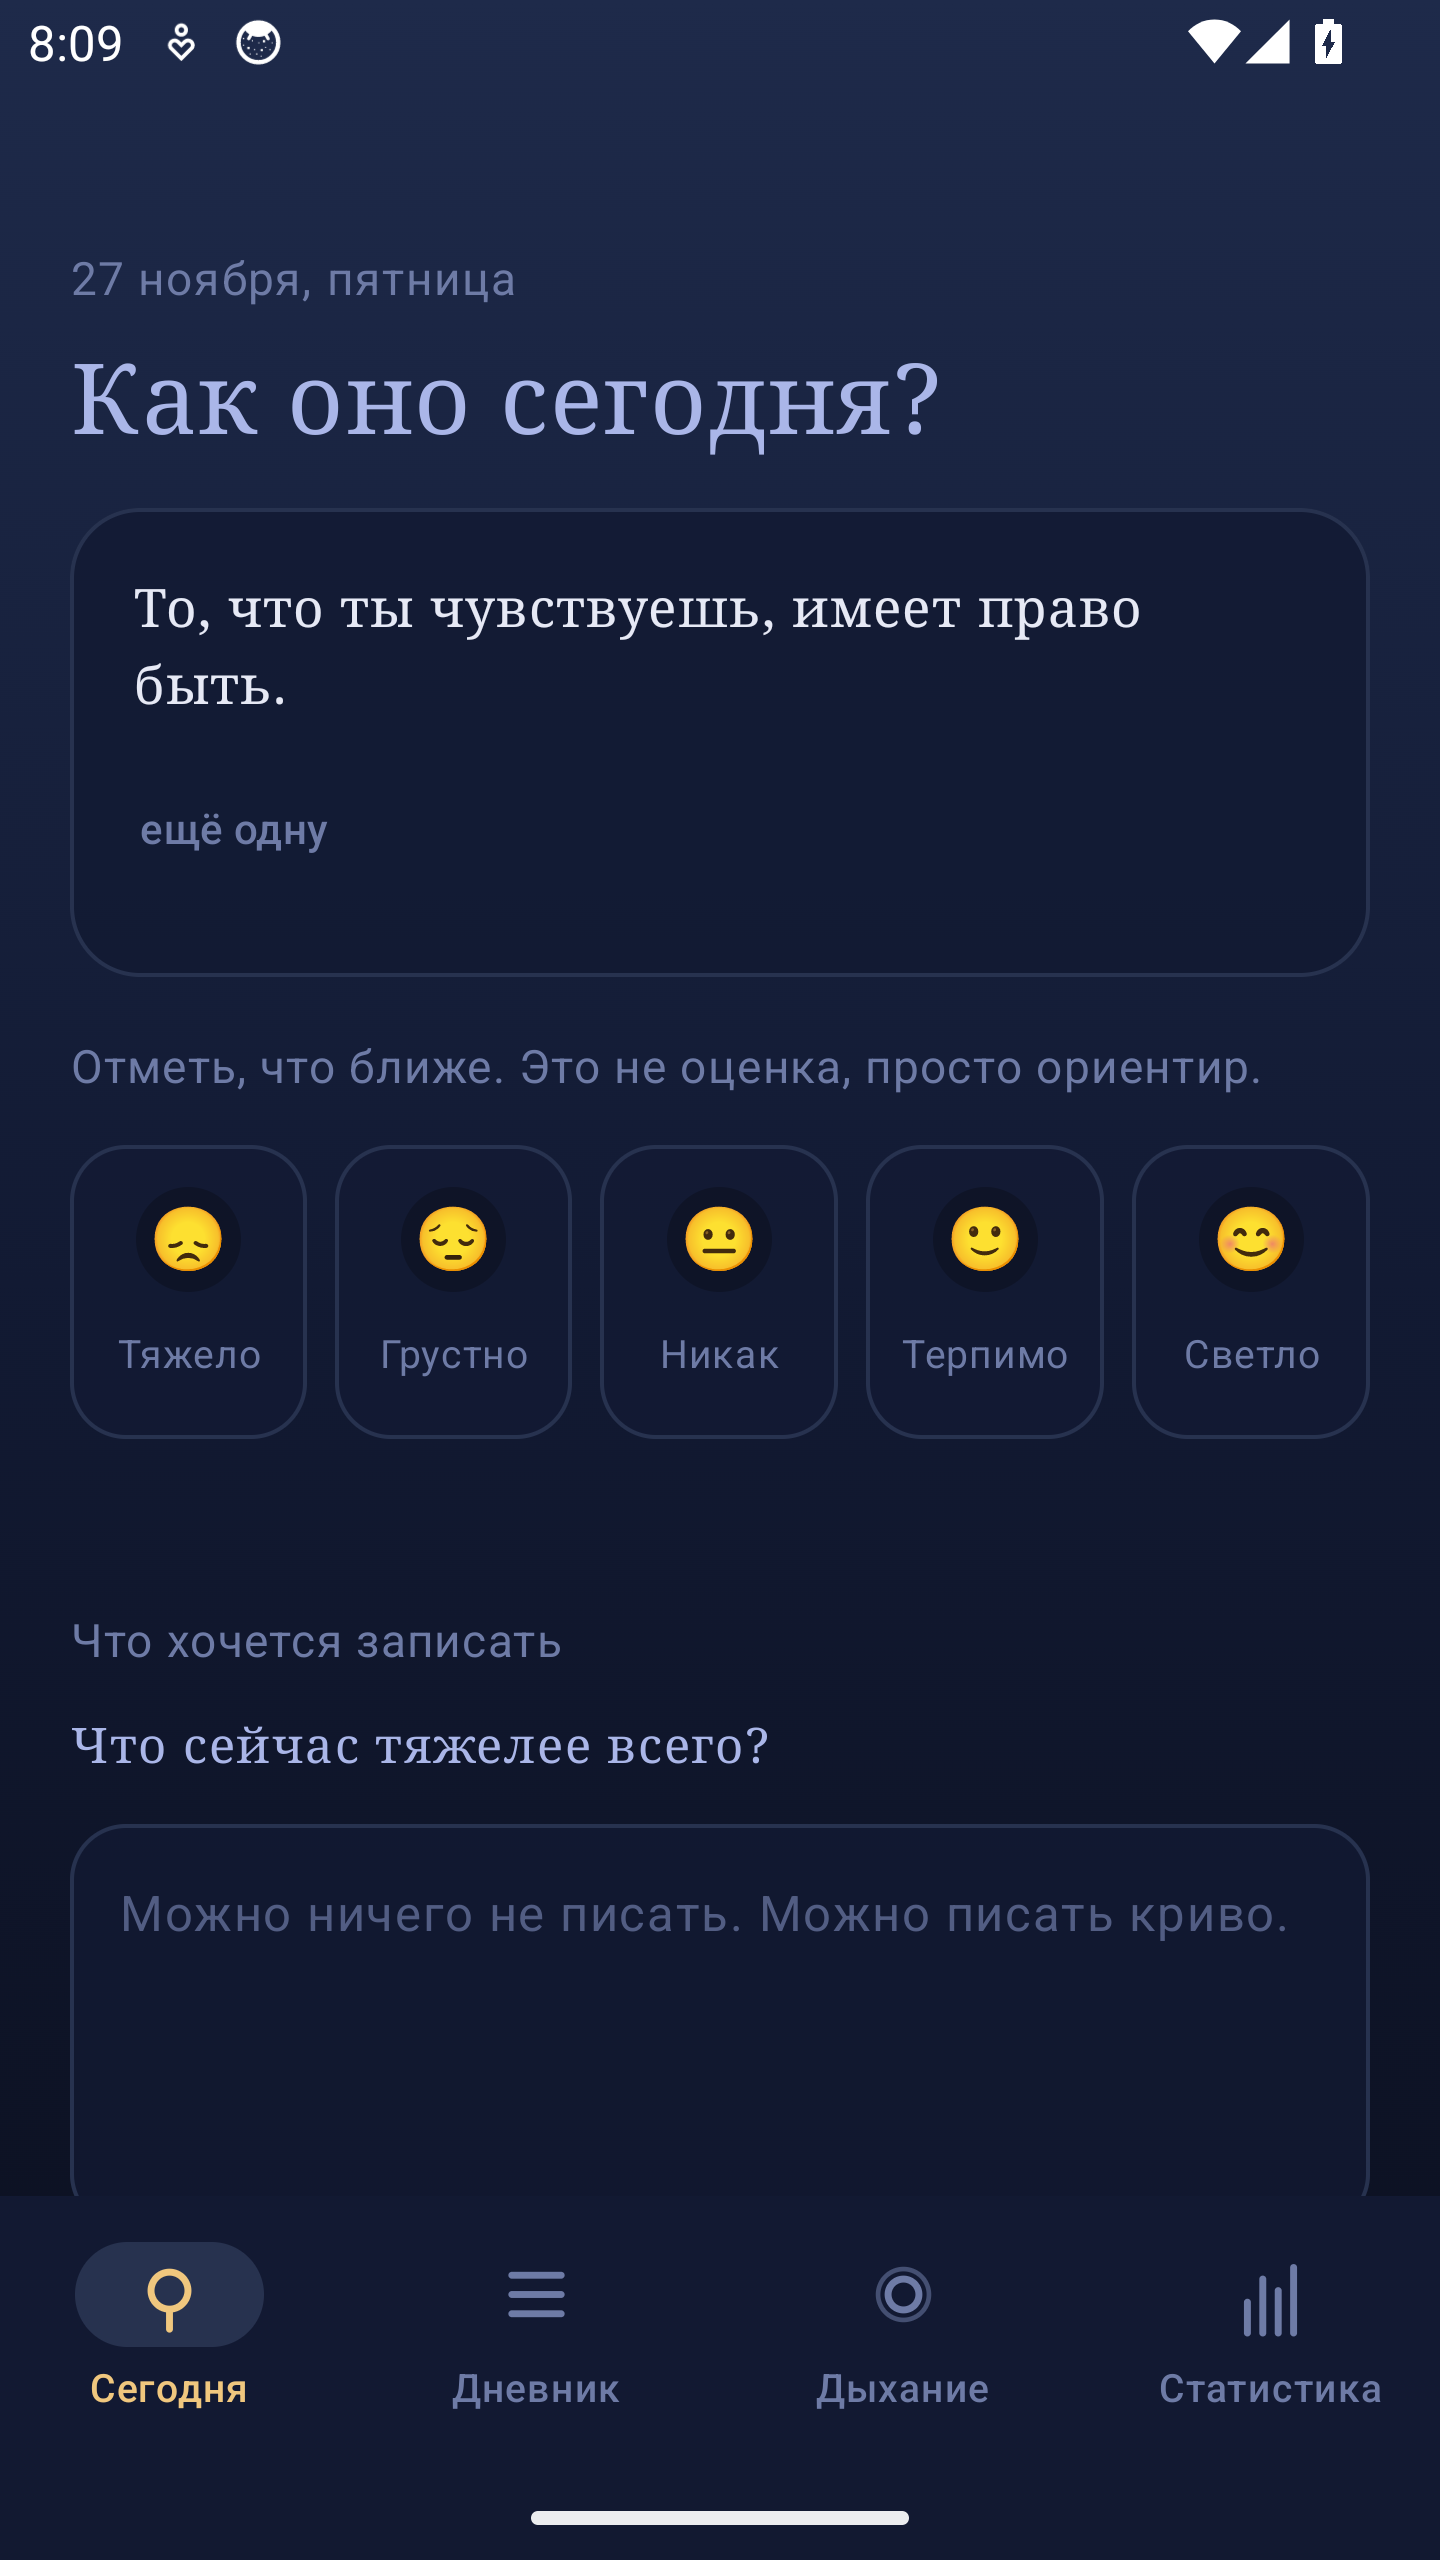 8:09
27 ноября, пятница
Как оно сегодня?
То, что ты чувствуешь, имеет право
быть.
ещё одну
Отметь, что ближе. Это не оценка, просто ориентир.
Тяжело
Грустно
Никак
Терпимо
Светло
Что хочется записать
Что сейчас тяжелее всего?
Можно ничего не писать. Можно писать криво.
Сегодня
Дневник
Дыхание
Статистика